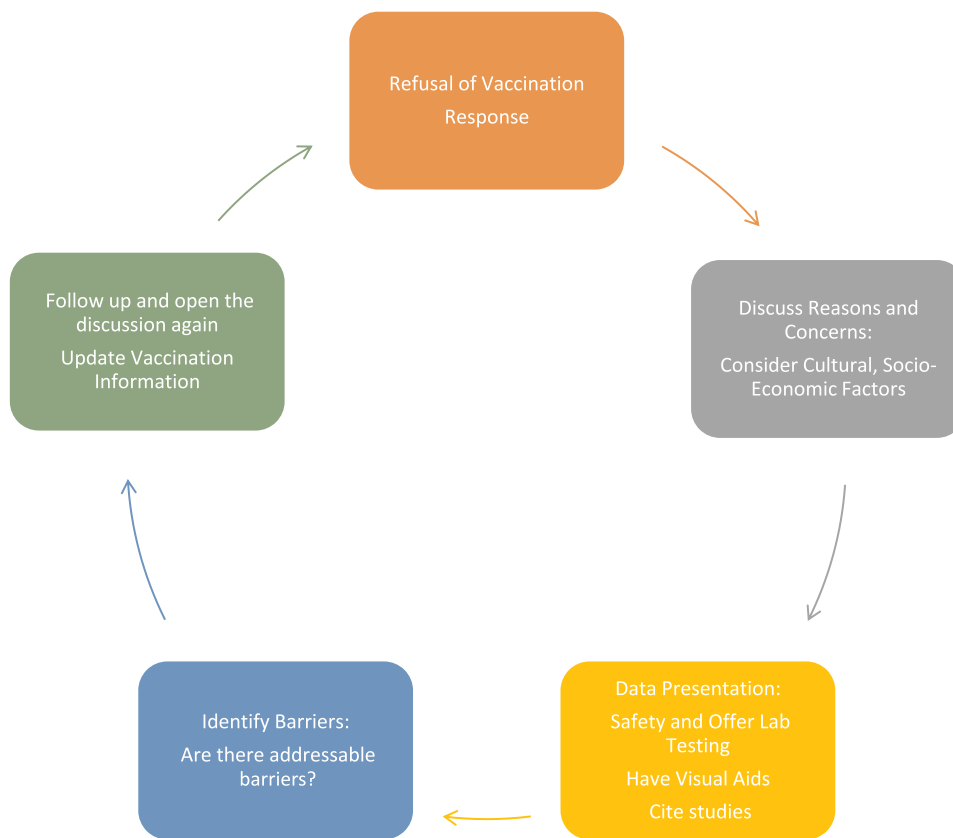 Refusal of Vaccination
Response
Discuss Reasons and
Concerns:
Consider Cultural, Socio-
Economic Factors
Data Presentation:
Safety and Offer Lab
Testing
Have Visual Aids
Cite studies
Identify Barriers:
Are there addressable
barriers?
Follow up and open the
discussion again
Update Vaccination
Information